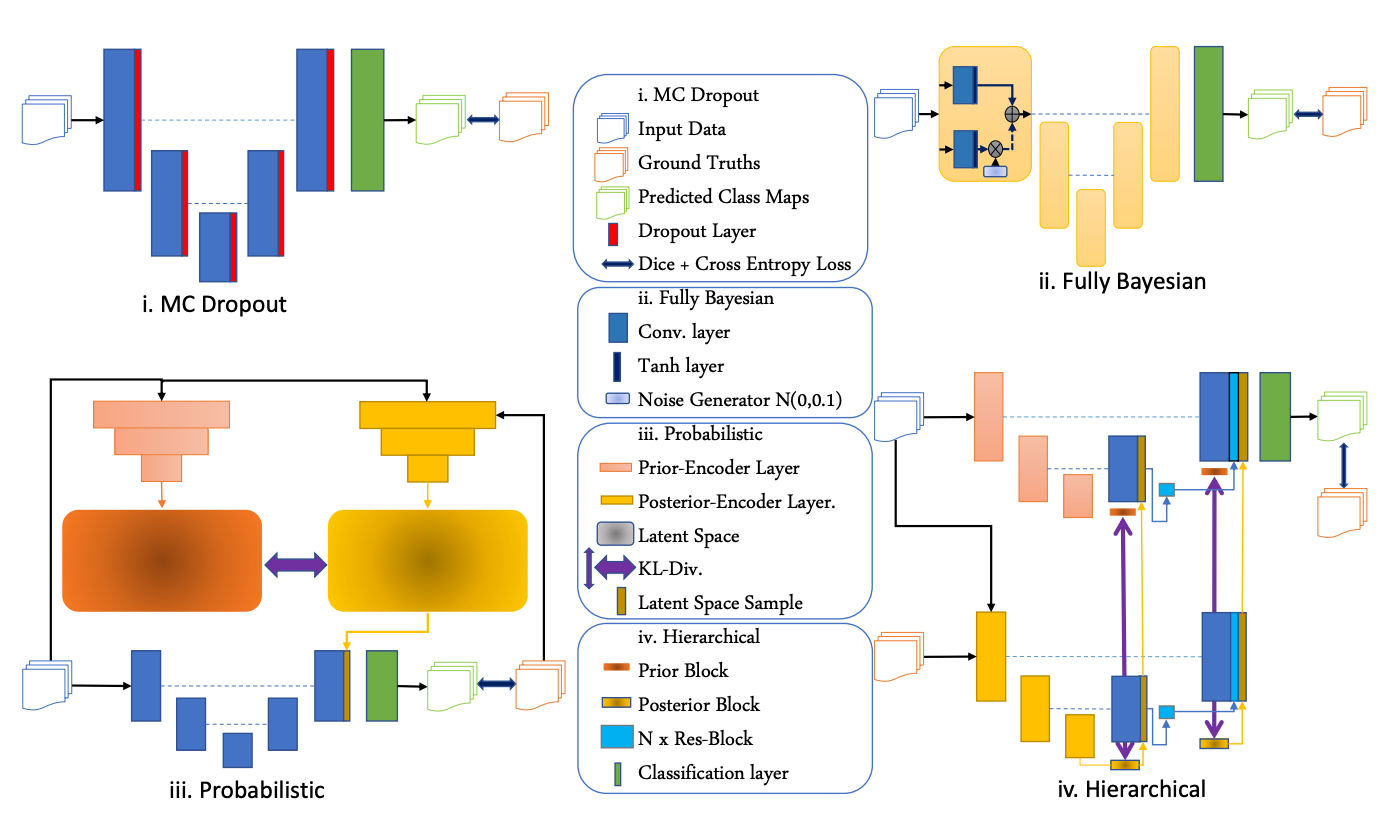 i. MC Dropout
Input Data
Ground Truths
Predicted Class Maps
Dropout Layer
Dice + Cross Entropy Loss
i. MC Dropout
ii. Fully Bayesian
ii. Fully Bayesian
Conv. layer
Tanh layer
Noise Generator N(0,0.1)
iii. Probabilistic
Prior-Encoder Layer
Posterior-Encoder Layer.
Latent Space
KL-Div.
Latent Space Sample
iv. Hierarchical
Prior Block
Posterior Block
N x Res-Block
Classification layer
iii. Probabilistic
iv. Hierarchical